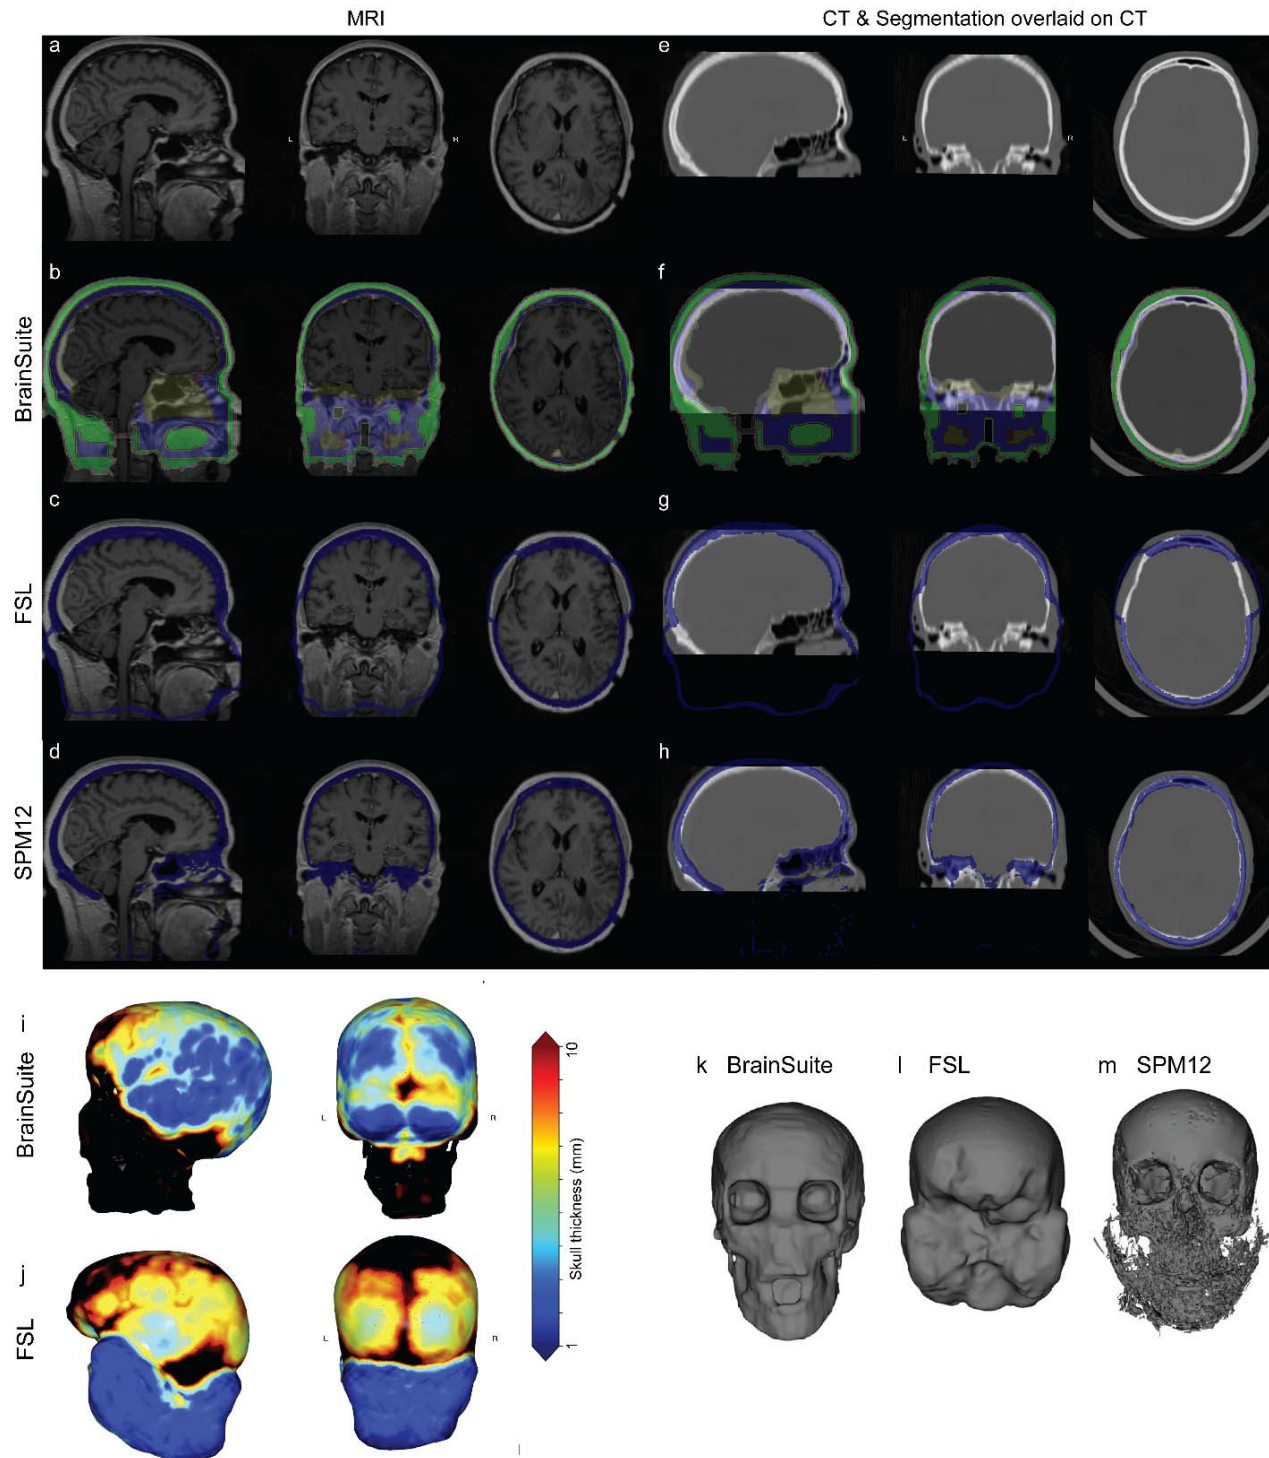 MRI
CT & Segmentation overlaid on CT
a
e
L
R
L
R
BrainSuite
b
f
FSL
c
g
SPM12
d
h
i
BrainSuite
L
R
10
Skull thickness (mm)
1
k BrainSuite
l FSL
m SPM12
j
FSL
L
R